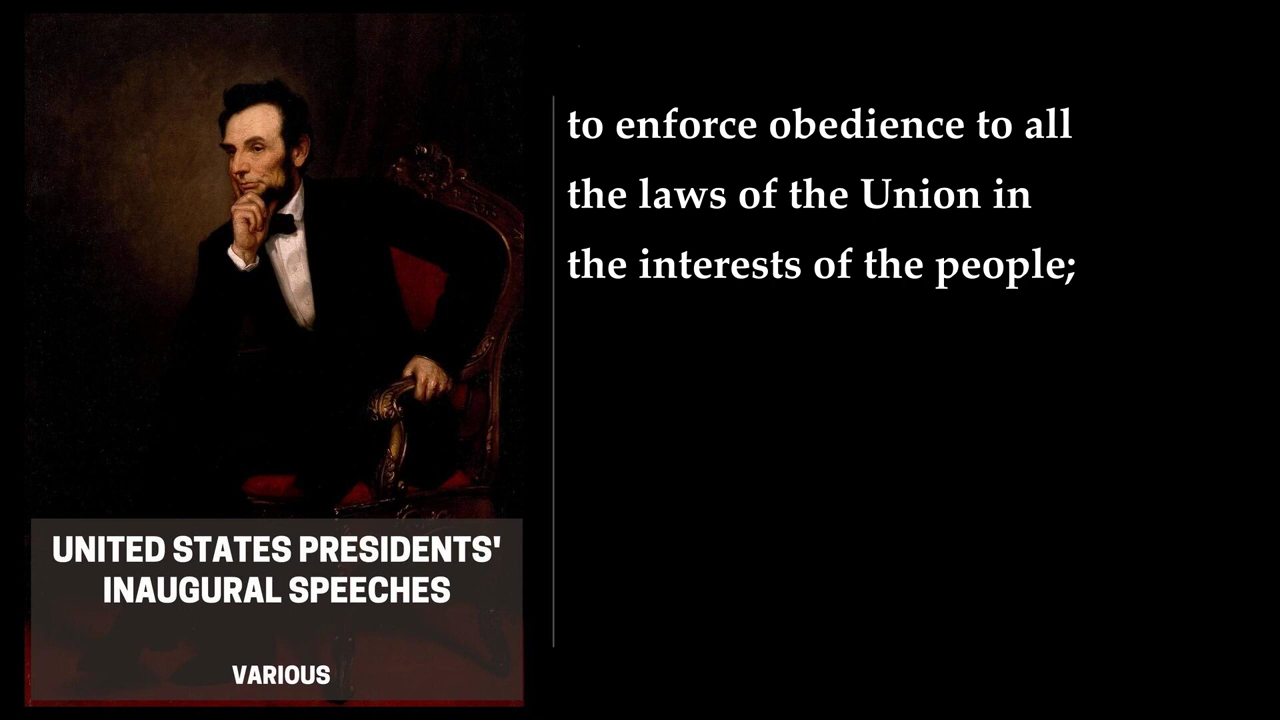 to enforce obedience to all
the laws of the Union in
the interests of the people;
UNITED STATES PRESIDENTS'
INAUGURAL SPEECHES
VARIOUS